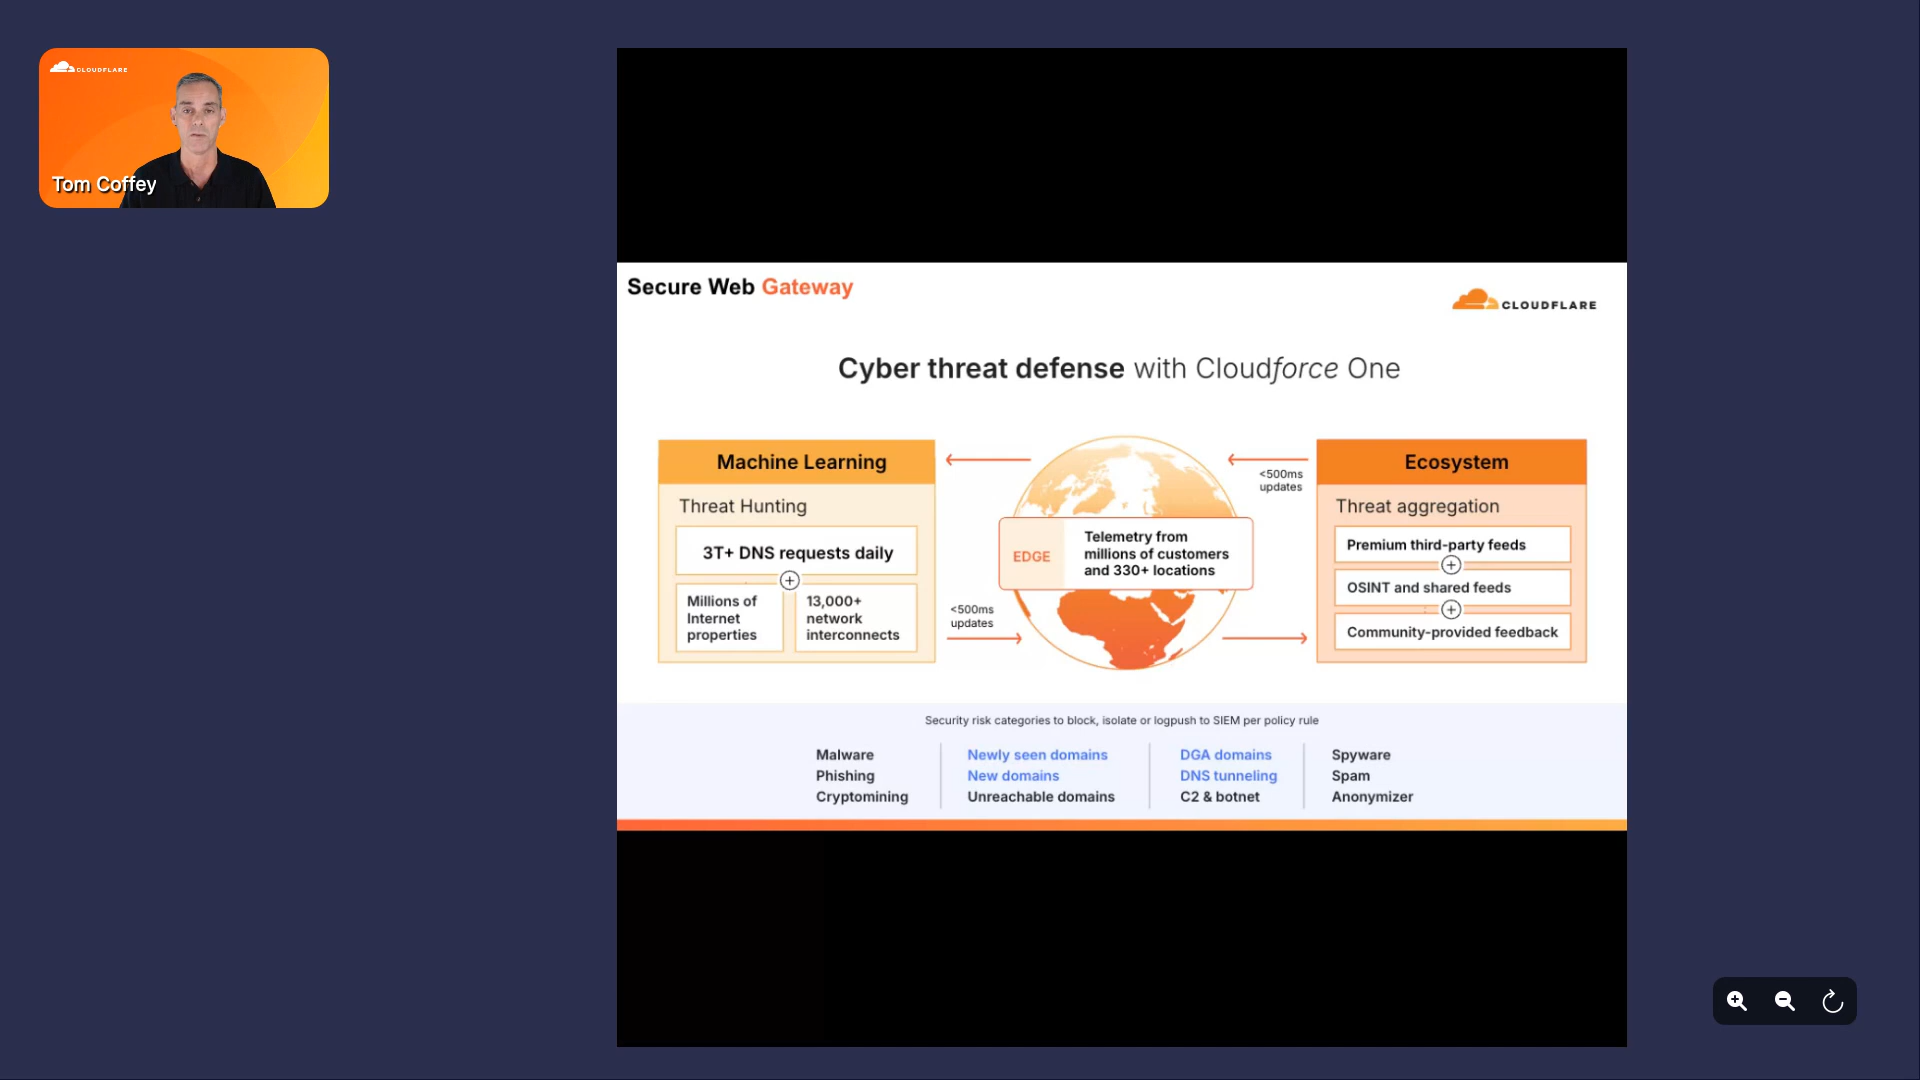 CLOUDFLARE
Tom Coffey
Secure Web Gateway
CLOUDFLARE
Cyber threat defense with Cloudforce One
Machine Learning
Threat Hunting
3T+ DNS requests daily
Millions of
Internet
properties
13,000+
network
interconnects
<500ms
updates
EDGE
Telemetry from
millions of customers
and 330+ locations
<500ms
updates
Ecosystem
Threat aggregation
Premium third-party feeds
OSINT and shared feeds
Community-provided feedback
Security risk categories to block, isolate or logpush to SIEM per policy rule
Malware
Phishing
Cryptomining
Newly seen domains
New domains
Unreachable domains
DGA domains
DNS tunneling
C2 & botnet
Spyware
Spam
Anonymizer